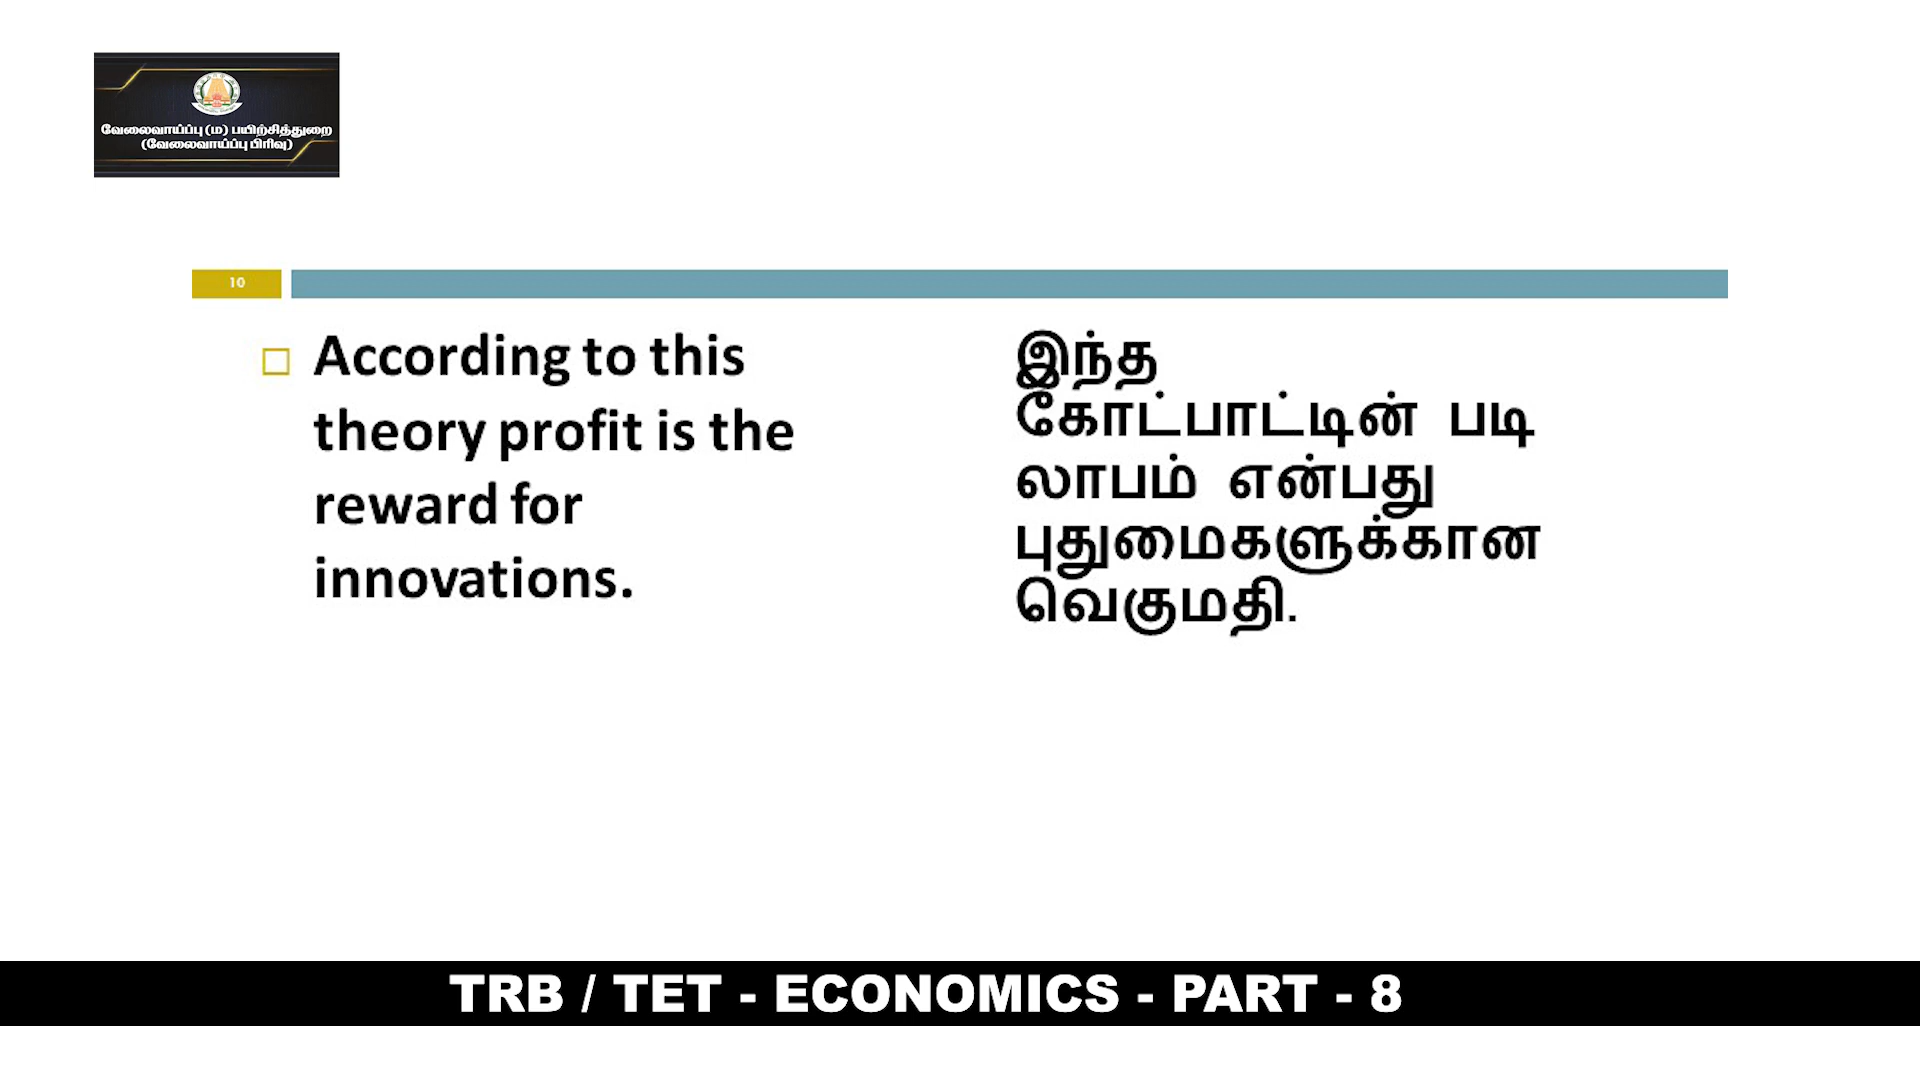 வேலைவாய்ப்பு (ம) பயிற்சித்துறை
(வேலைவாய்ப்பு பிரிவு)
10
According to this
theory profit is the
reward for
innovations.
இந்த
கோட்பாட்டின் படி
லாபம் என்பது
புதுமைகளுக்கான
வெகுமதி.
TRB / TET - ECONOMICS - PART - 8